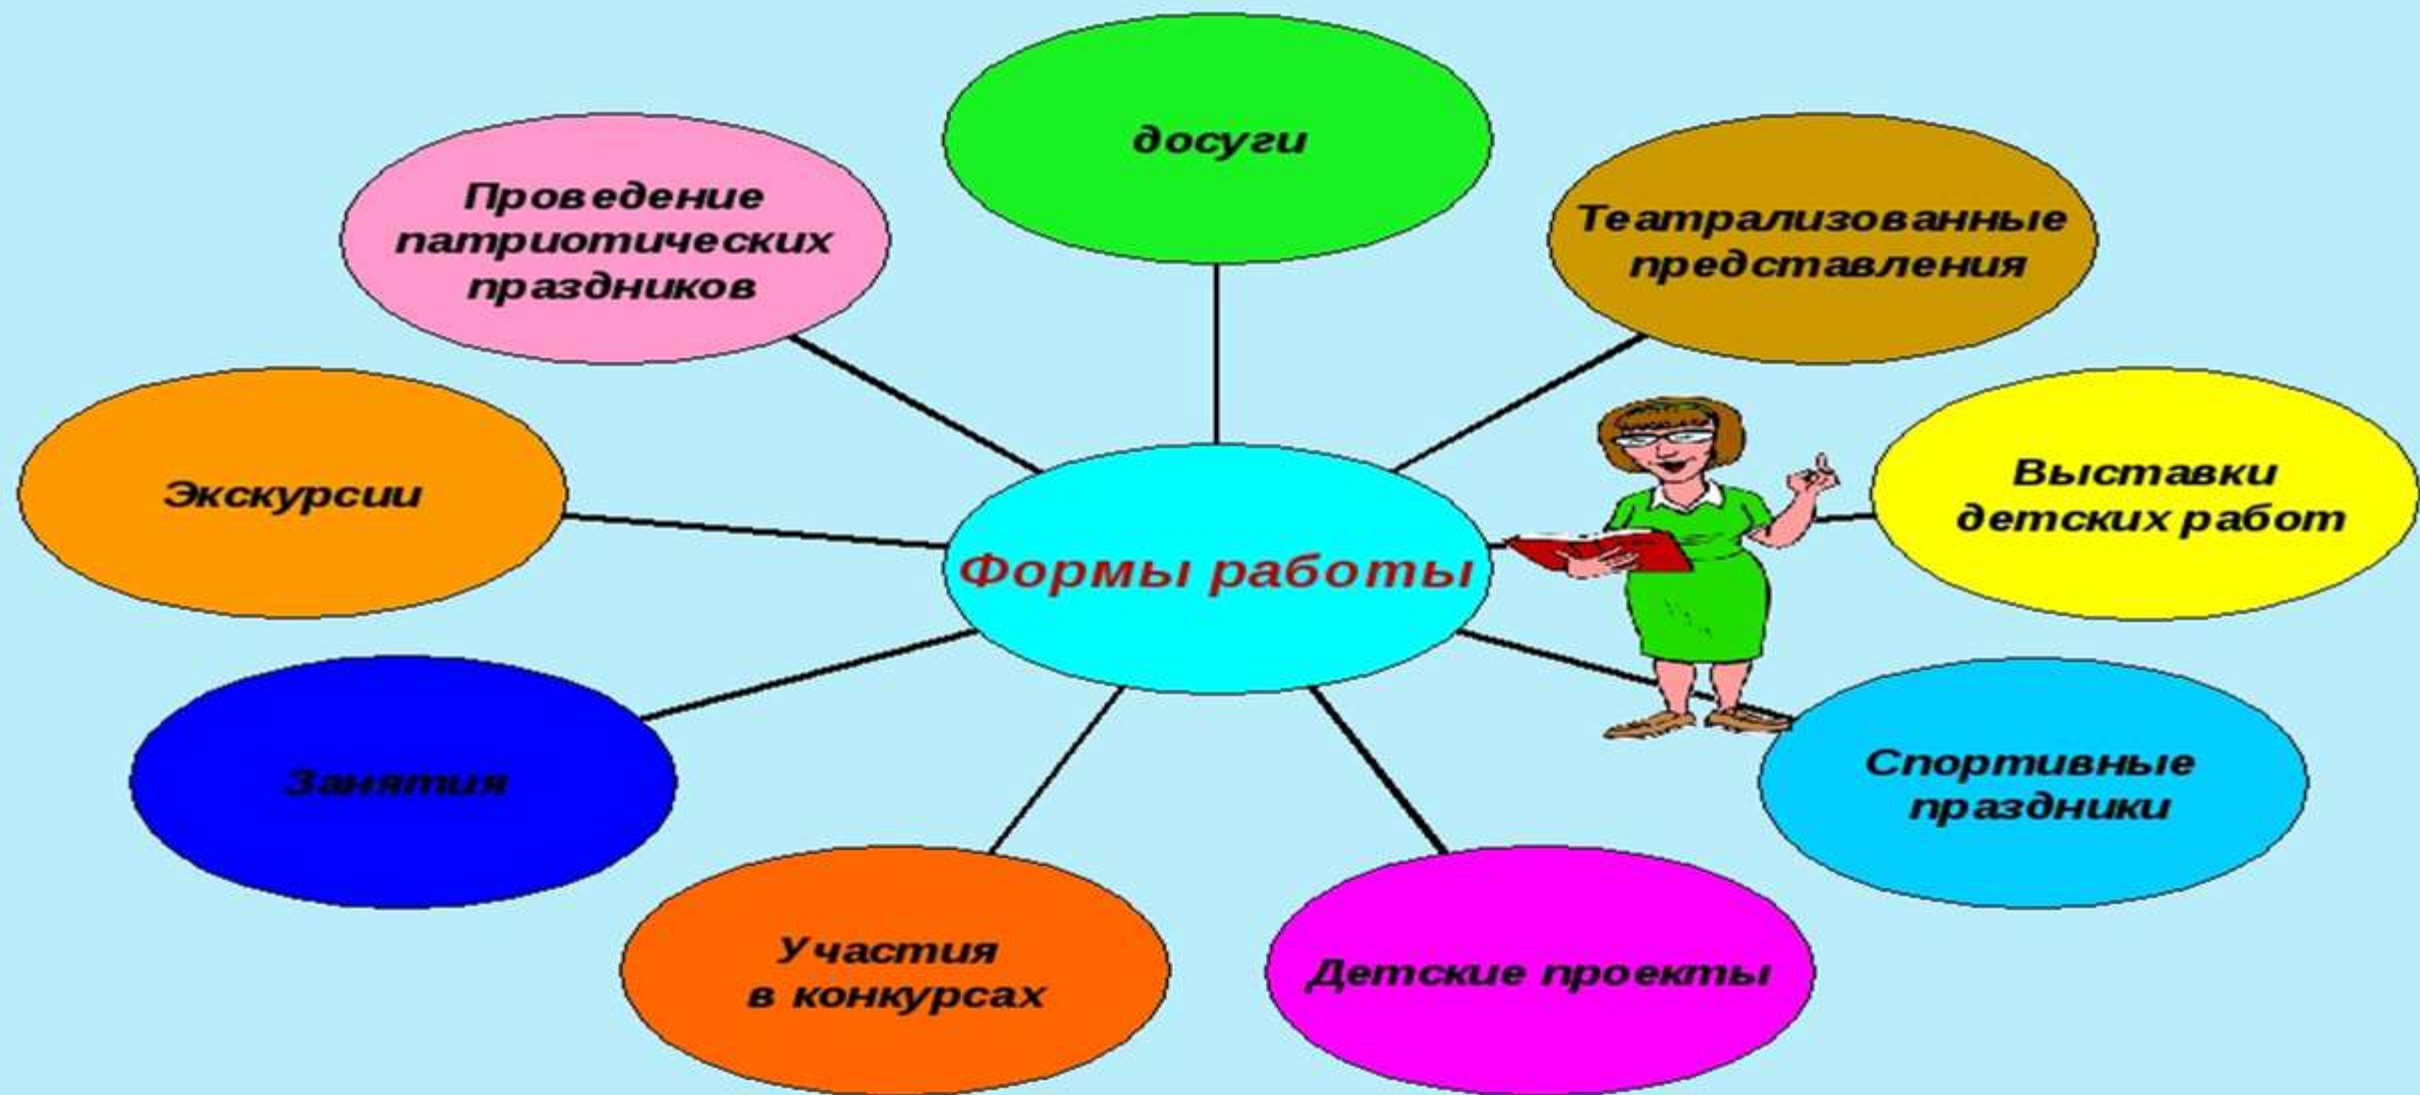 досуги
Проведение
патриотических
праздников
Театрализованные
представления
Экскурсии
Выставки
детских работ
Формы работы
Занятия
Спортивные
праздники
Участия
в конкурсах
Детские проекты